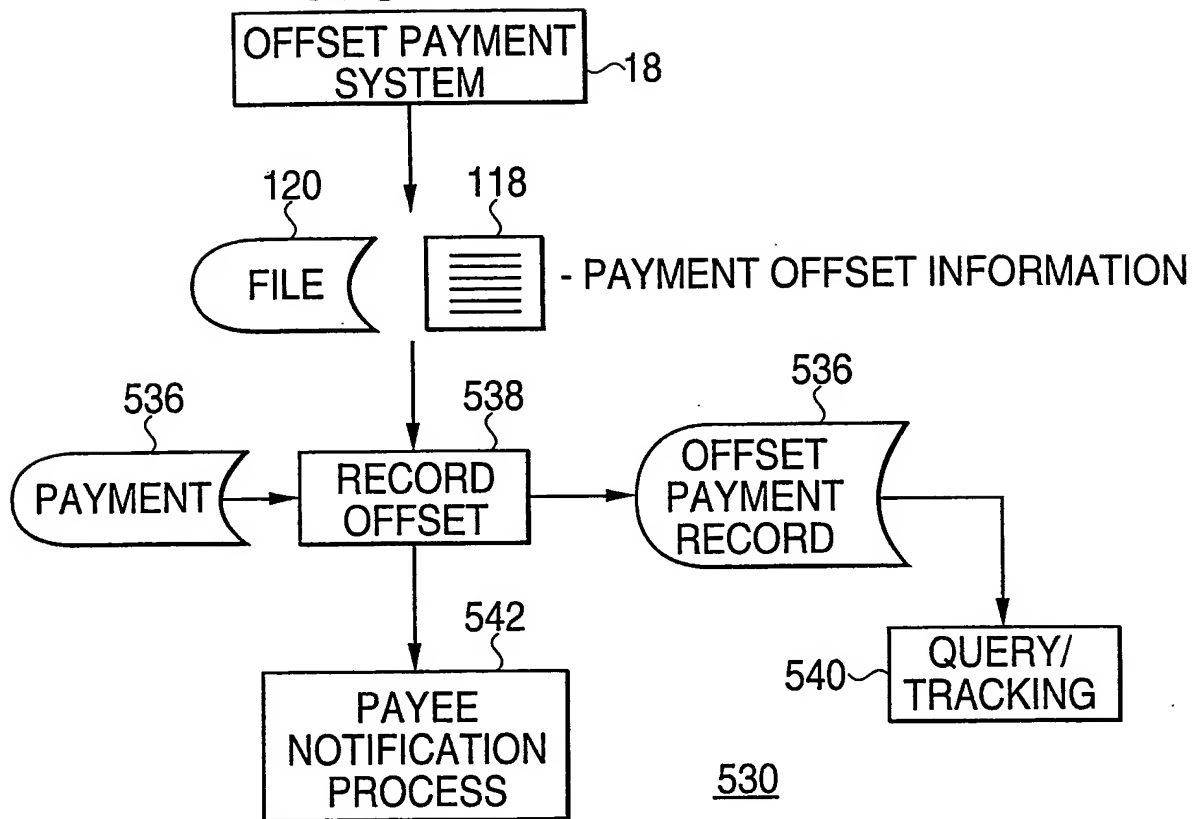 OFFSET PAYMENT
SYSTEM
18
120
118
FILE
- PAYMENT OFFSET INFORMATION
536
538
536
PAYMENT
RECORD
OFFSET
OFFSET
PAYMENT
RECORD
542
540
QUERY/
TRACKING
PAYEE
NOTIFICATION
PROCESS
530